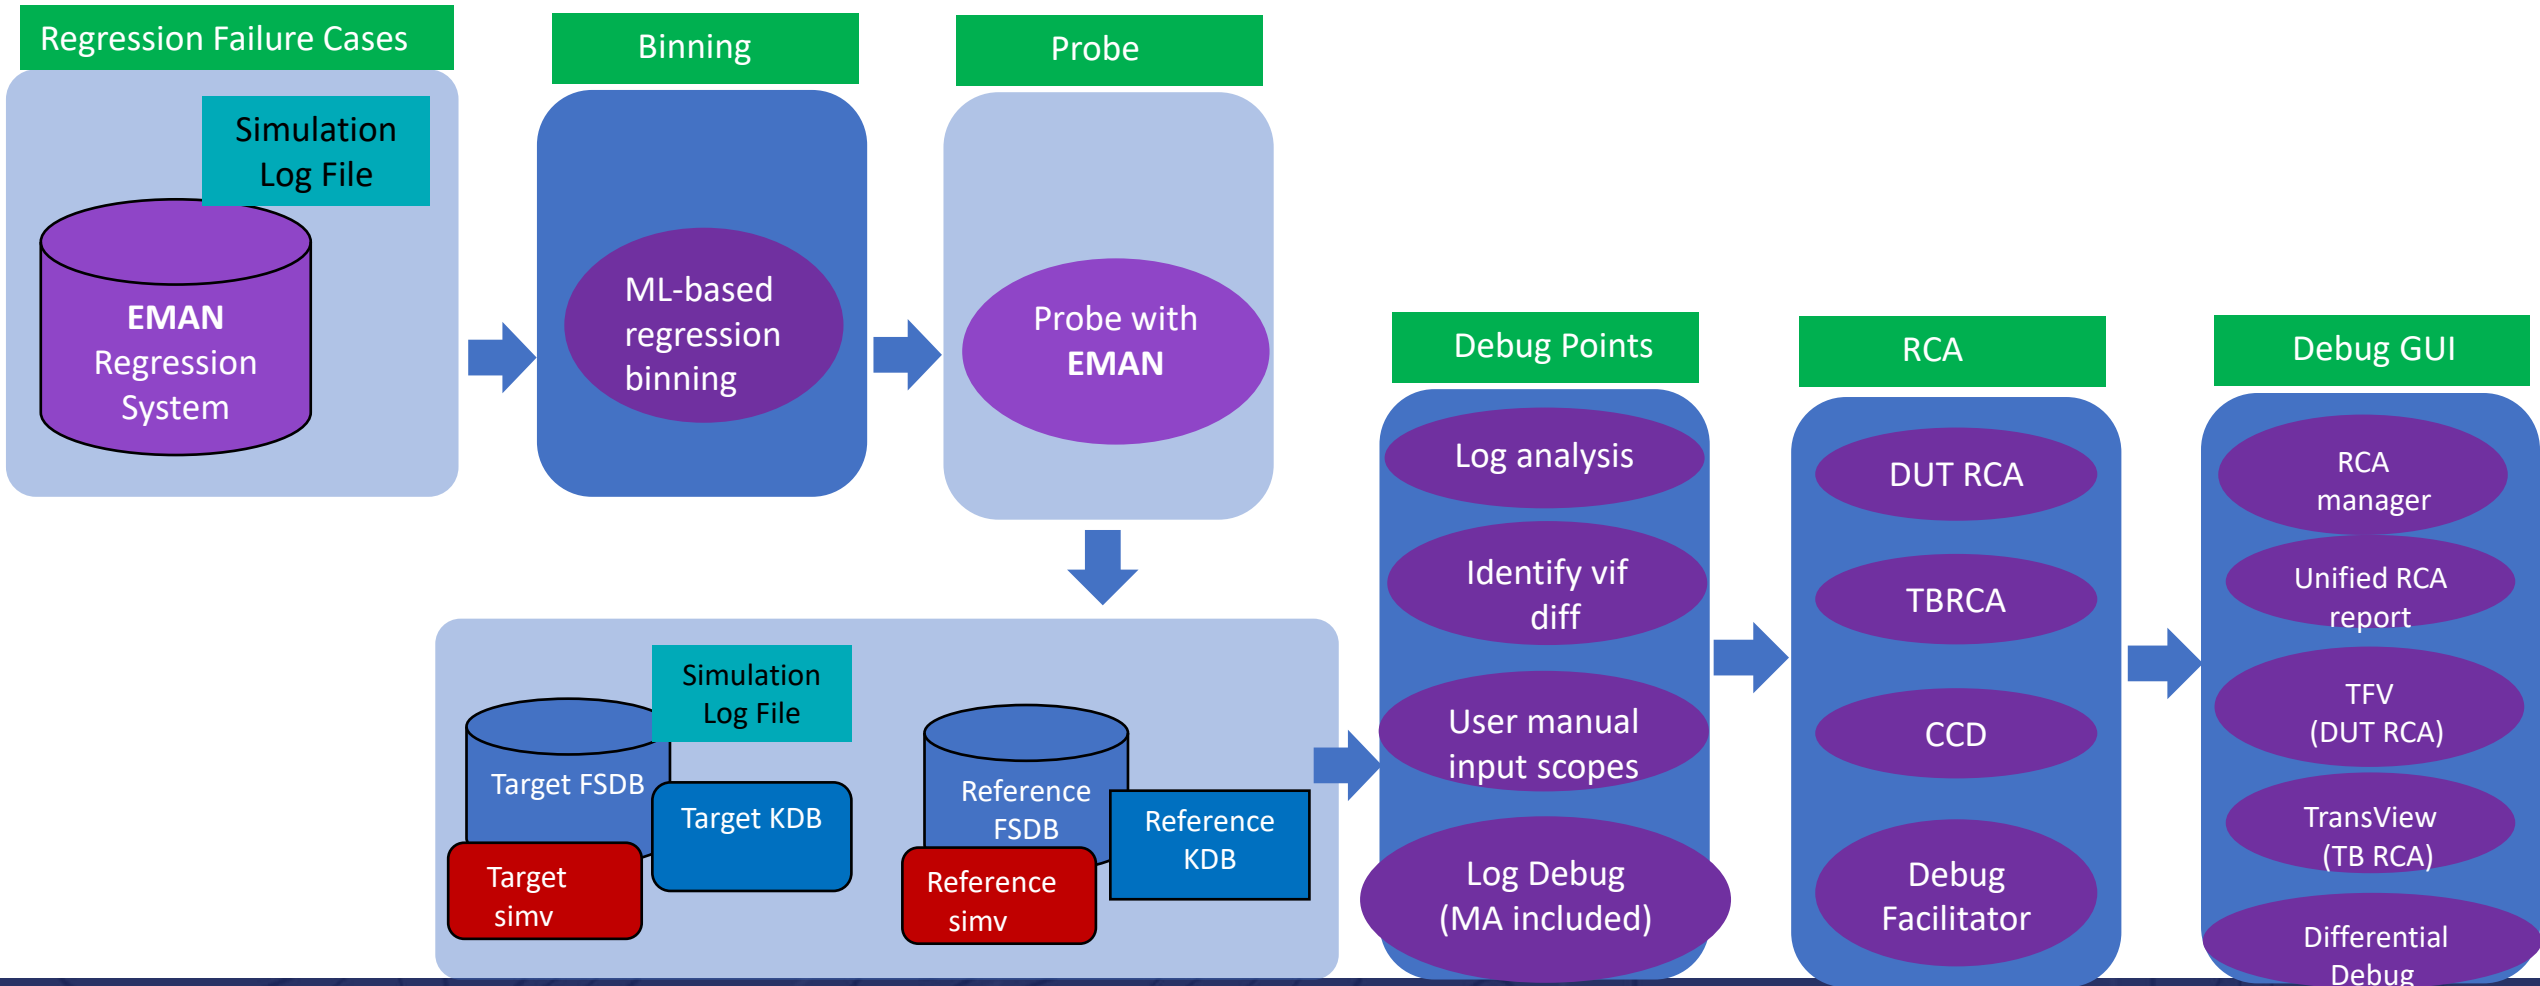 Regression Failure Cases
Simulation
Log File
EMAN
Regression
System
Binning
ML-based
regression
binning
Probe
Probe with
EMAN
Simulation
Log File
Target FSDB
Target KDB
Target
simv
Reference
FSDB
Reference
KDB
Reference
simv
Debug Points
Log analysis
Identify vif
diff
User manual
input scopes
Log Debug
(MA included)
RCA
DUT RCA
TBRCA
CCD
Debug
Facilitator
Debug GUI
RCA
manager
Unified RCA
report
TFV
(DUT RCA)
TransView
(TB RCA)
Differential
Debug